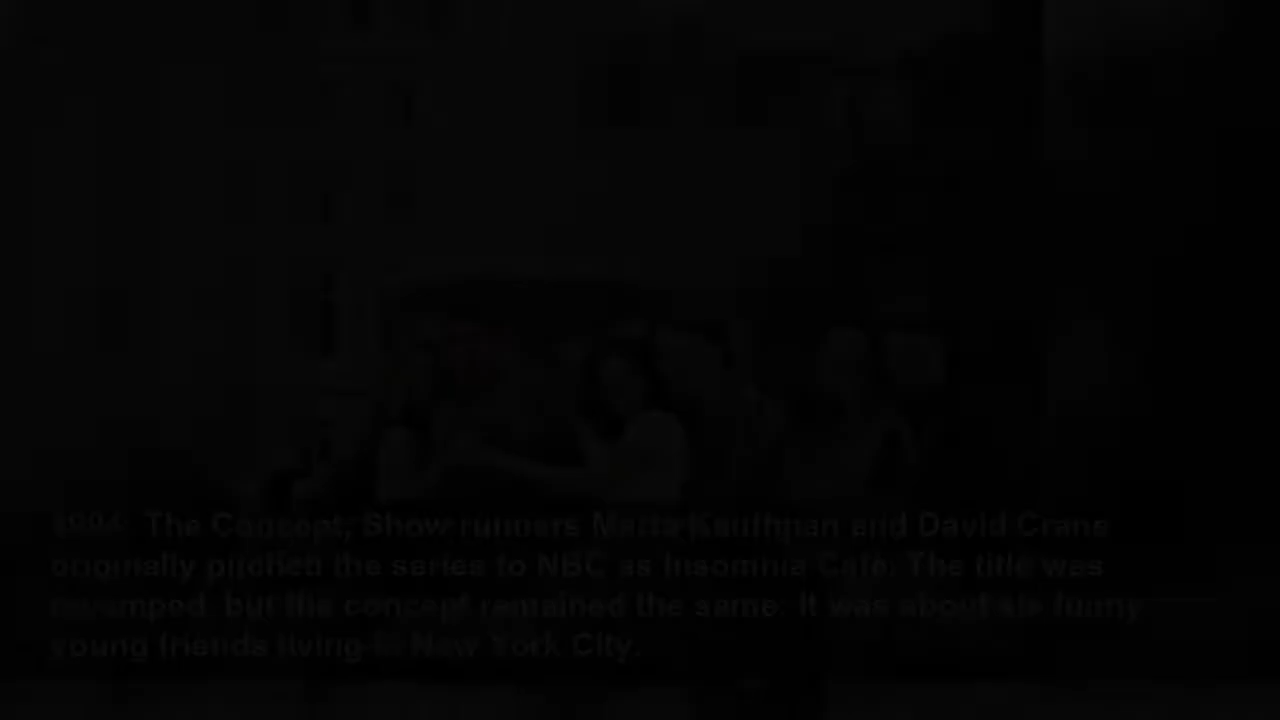 1994: The Concept; Show runners Marta Kauffman and David Crane
originally pitched the series to NBC as Insomnia Cafe. The title was
revamped, but the concept remained the same. It was about six funny
young friends living in New York City.